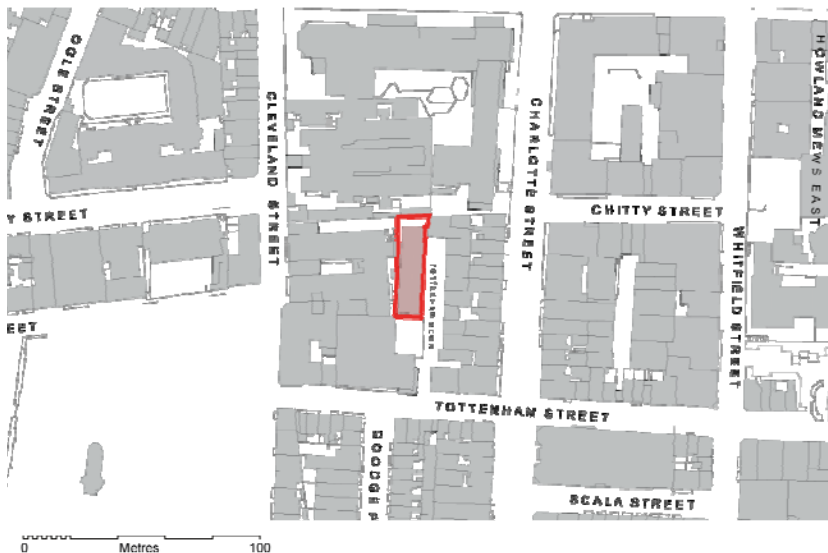 OGLE STREET
CLEVELAND STREET
CHARLOTTE STREET
HOWLAND MEWS EAST
Y STREET
CHITTY STREET
WHITFIELD STREET
TOTTENHAM MEWS
EET
TOTTENHAM STREET
GOODGE P
SCALA STREET
0 Metres 100